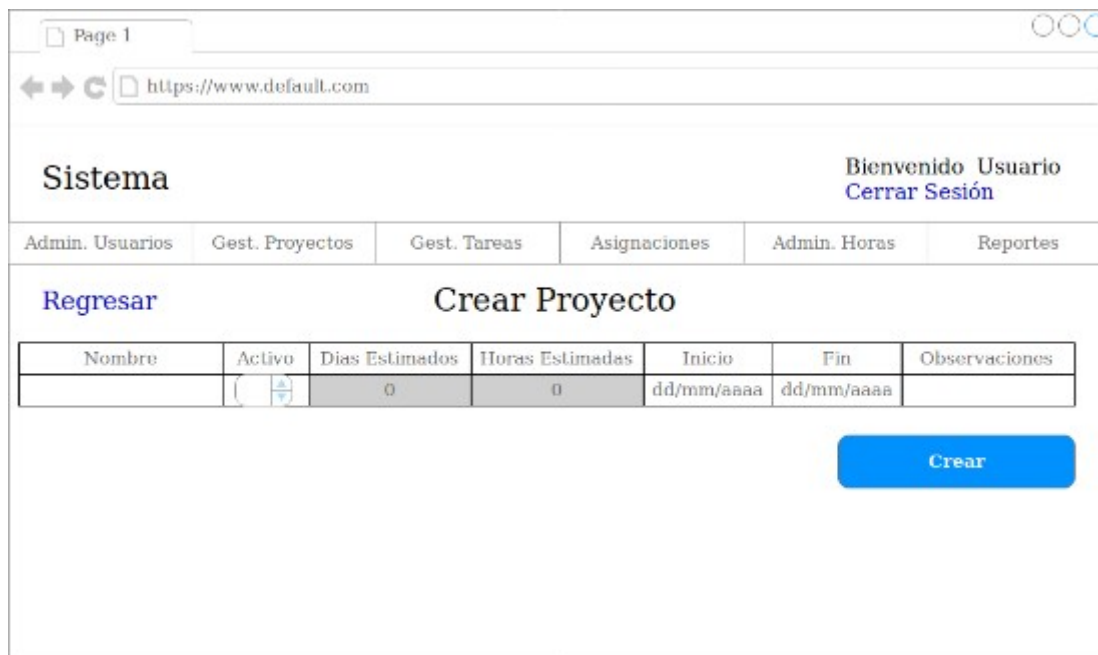 Page 1
https://www.default.com
Sistema
Bienvenido Usuario
Cerrar Sesión
Admin. Usuarios Gest. Proyectos Gest. Tareas Asignaciones Admin. Horas Reportes
Regresar
Crear Proyecto
Nombre Activo Dias Estimados Horas Estimadas Inicio Fin Observaciones
0 0 dd/mm/aaaa dd/mm/aaaa
Crear